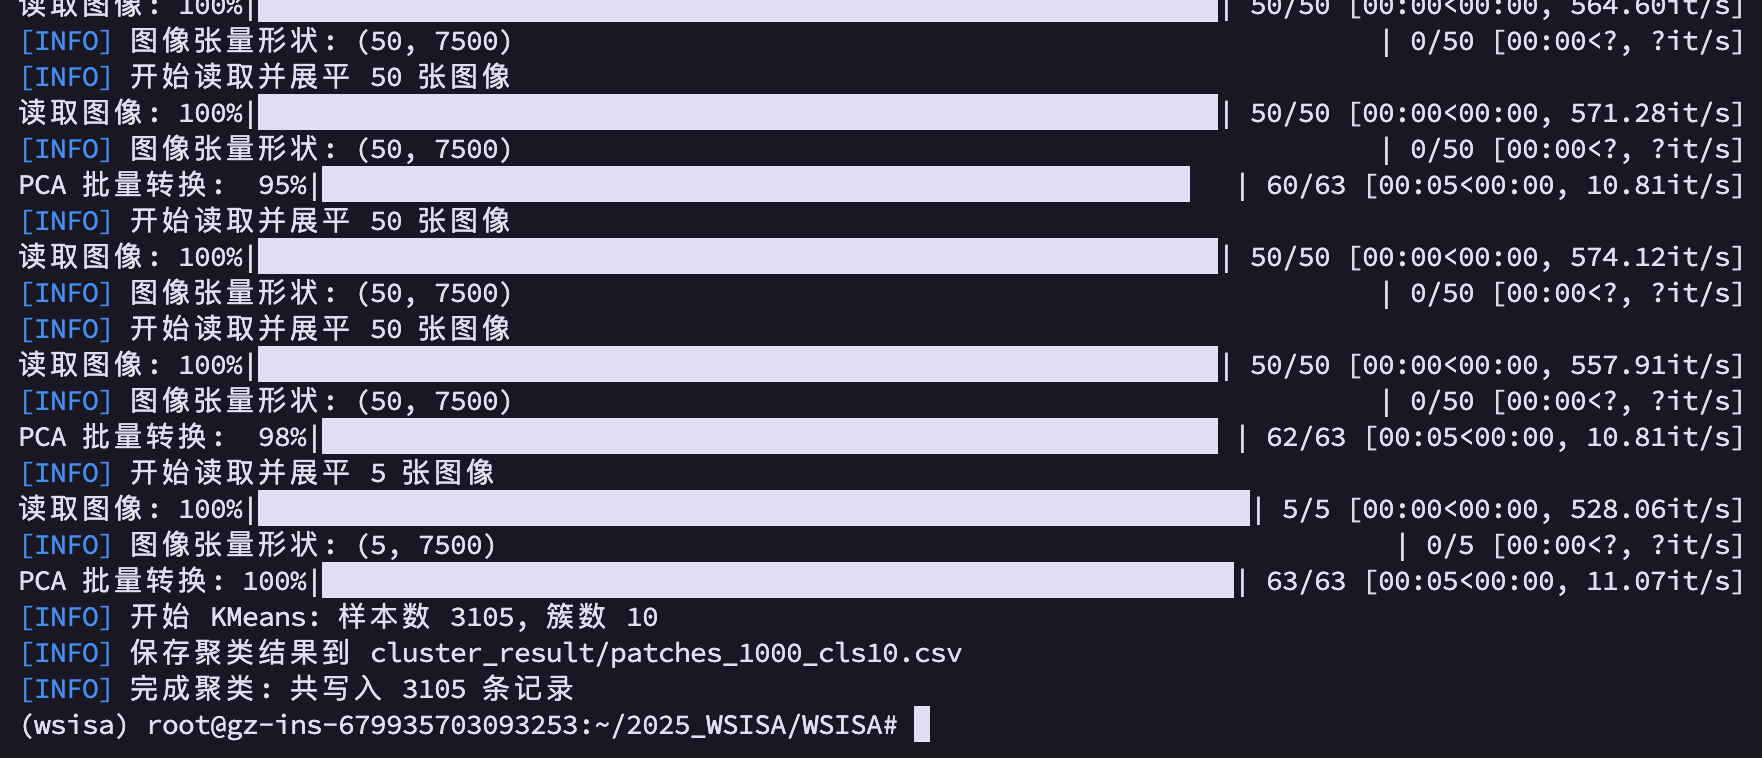 读取图像: 100%| | 50/50 [00:00<00:00, 564.60it/s]
[INFO] 图像张量形状: (50, 7500) | 0/50 [00:00<?, ?it/s]
[INFO] 开始读取并展平 50 张图像
读取图像: 100%| | 50/50 [00:00<00:00, 571.28it/s]
[INFO] 图像张量形状: (50, 7500) | 0/50 [00:00<?, ?it/s]
PCA 批量转换: 95%| | 60/63 [00:05<00:00, 10.81it/s]
[INFO] 开始读取并展平 50 张图像
读取图像: 100%| | 50/50 [00:00<00:00, 574.12it/s]
[INFO] 图像张量形状: (50, 7500) | 0/50 [00:00<?, ?it/s]
[INFO] 开始读取并展平 50 张图像
读取图像: 100%| | 50/50 [00:00<00:00, 557.91it/s]
[INFO] 图像张量形状: (50, 7500) | 0/50 [00:00<?, ?it/s]
PCA 批量转换: 98%| | 62/63 [00:05<00:00, 10.81it/s]
[INFO] 开始读取并展平 5 张图像
读取图像: 100%| | 5/5 [00:00<00:00, 528.06it/s]
[INFO] 图像张量形状: (5, 7500) | 0/5 [00:00<?, ?it/s]
PCA 批量转换: 100%| | 63/63 [00:05<00:00, 11.07it/s]
[INFO] 开始 KMeans: 样本数 3105, 簇数 10
[INFO] 保存聚类结果到 cluster_result/patches_1000_cls10.csv
[INFO] 完成聚类: 共写入 3105 条记录
(wsisa) root@gz-ins-679935703093253:~/2025_WSISA/WSISA#